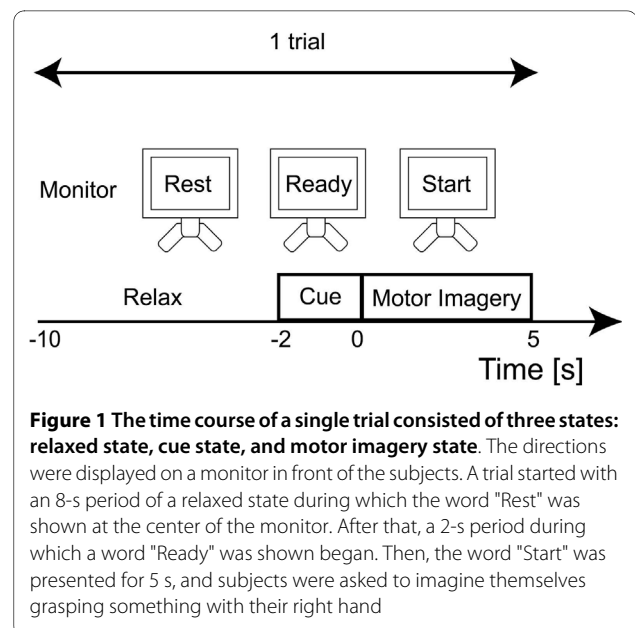 1 trial
Monitor
Rest
Ready
Start
Relax
Cue
Motor Imagery
-10
-2
0
5
Time [s]
Figure 1 The time course of a single trial consisted of three states:
relaxed state, cue state, and motor imagery state. The directions
were displayed on a monitor in front of the subjects. A trial started with
an 8-s period of a relaxed state during which the word "Rest" was
shown at the center of the monitor. After that, a 2-s period during
which a word "Ready" was shown began. Then, the word "Start" was
presented for 5 s, and subjects were asked to imagine themselves
grasping something with their right hand